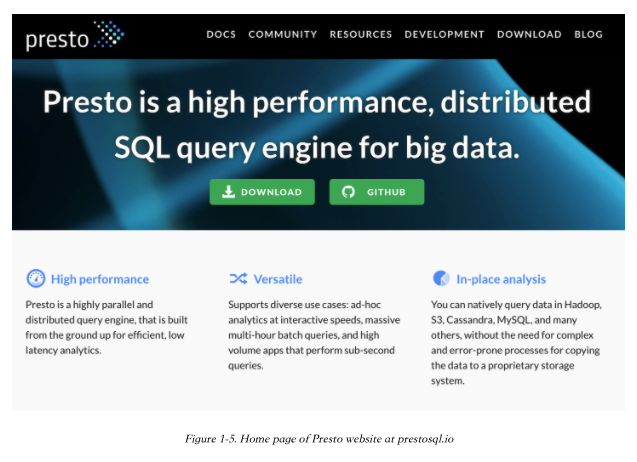 presto
DOCS COMMUNITY RESOURCES DEVELOPMENT DOWNLOAD BLOG
Presto is a high performance, distributed
SQL query engine for big data.
DOWNLOAD
GITHUB
High performance
Presto is a highly parallel and
distributed query engine, that is built
from the ground up for efficient, low
latency analytics.
Versatile
Supports diverse use cases: ad-hoc
analytics at interactive speeds, massive
multi-hour batch queries, and high
volume apps that perform sub-second
queries.
In-place analysis
You can natively query data in Hadoop,
S3, Cassandra, MySQL, and many
others, without the need for complex
and error-prone processes for copying
the data to a proprietary storage
system.
Figure 1-5. Home page of Presto website at prestosql.io